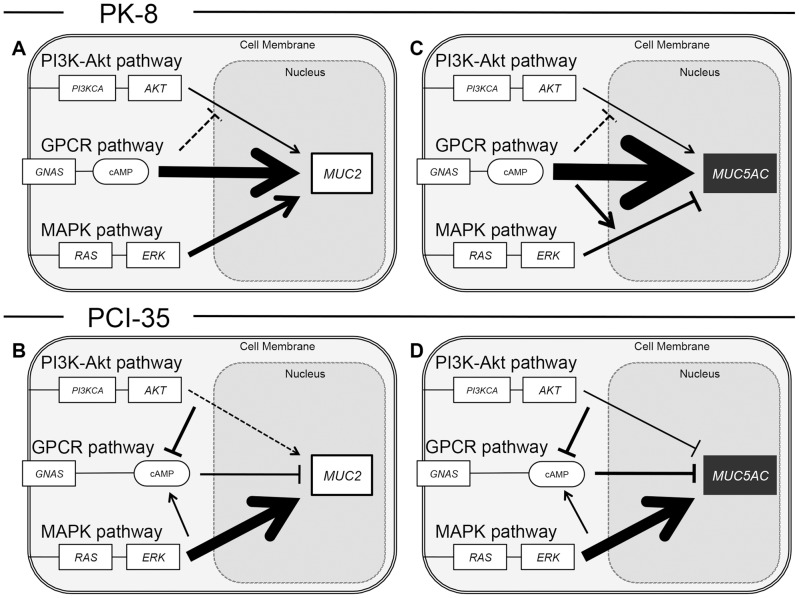 PK-8
A
Cell Membrane
PI3K-Akt pathway
Nucleus
PI3KCA
AKT
GPCR pathway
GNAS
cAMP
MUC2
MAPK pathway
RAS
ERK
C
Cell Membrane
PI3K-Akt pathway
Nucleus
PI3KCA
AKT
GPCR pathway
GNAS
cAMP
MUC5AC
MAPK pathway
RAS
ERK
PCI-35
B
Cell Membrane
PI3K-Akt pathway
Nucleus
PI3KCA
AKT
GPCR pathway
GNAS
cAMP
MUC2
MAPK pathway
RAS
ERK
D
Cell Membrane
PI3K-Akt pathway
Nucleus
PI3KCA
AKT
GPCR pathway
GNAS
cAMP
MUC5AC
MAPK pathway
RAS
ERK